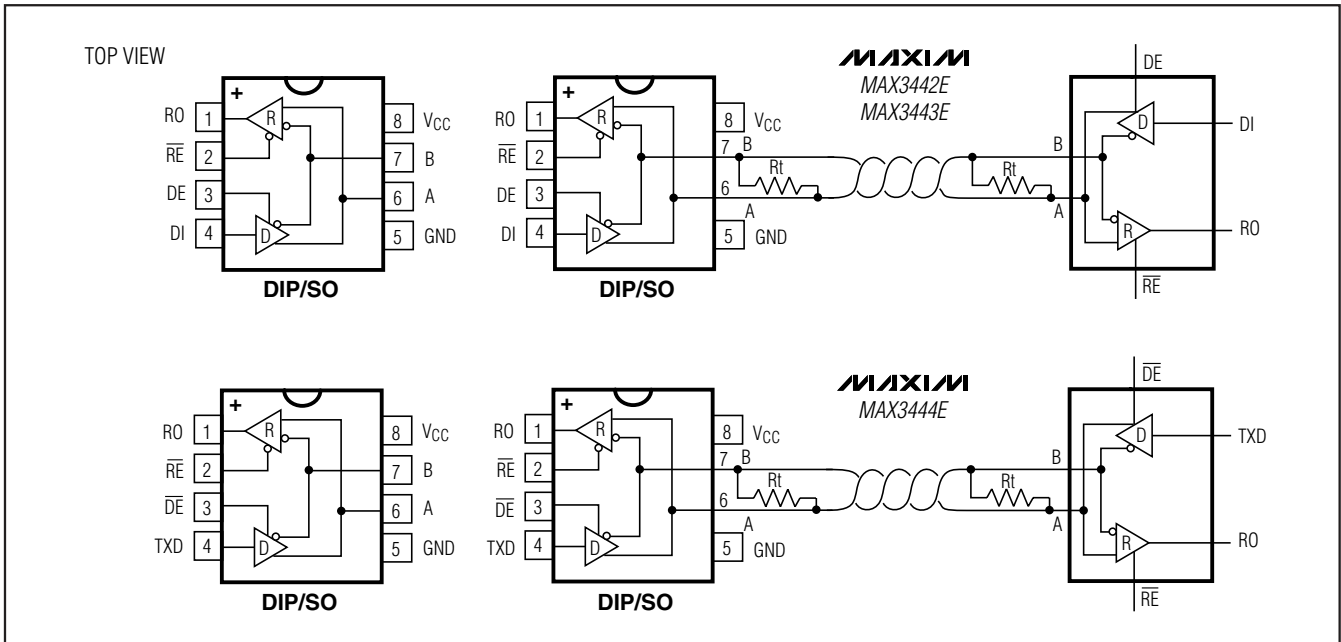 TOP VIEW
MAXIM
MAX3442E
MAX3443E
+
RO 1
R
8 VCC
RE 2
7 B
DE 3
6 A
DI 4
D
5 GND
DIP/SO
+
RO 1
R
8 VCC
RE 2
7 B
Rt
DE 3
6
A
DI 4
D
5 GND
DIP/SO
DE
D
DI
B
Rt
A
R
RO
RE
MAXIM
MAX3444E
+
RO 1
R
8 VCC
RE 2
7 B
DE 3
6 A
TXD 4
D
5 GND
DIP/SO
+
RO 1
R
8 VCC
RE 2
7 B
Rt
DE 3
6
A
TXD 4
D
5 GND
DIP/SO
DE
D
TXD
B
Rt
A
R
RO
RE